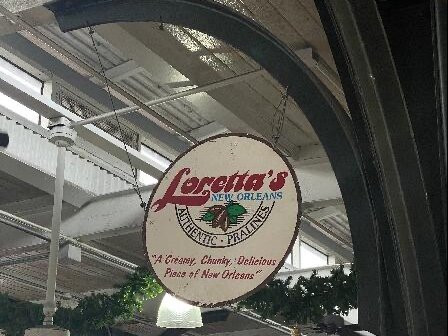 Loretta's
NEW ORLEANS
AUTHENTIC · PRALINES
"A Creamy, Chunky, Delicious
Piece of New Orleans"